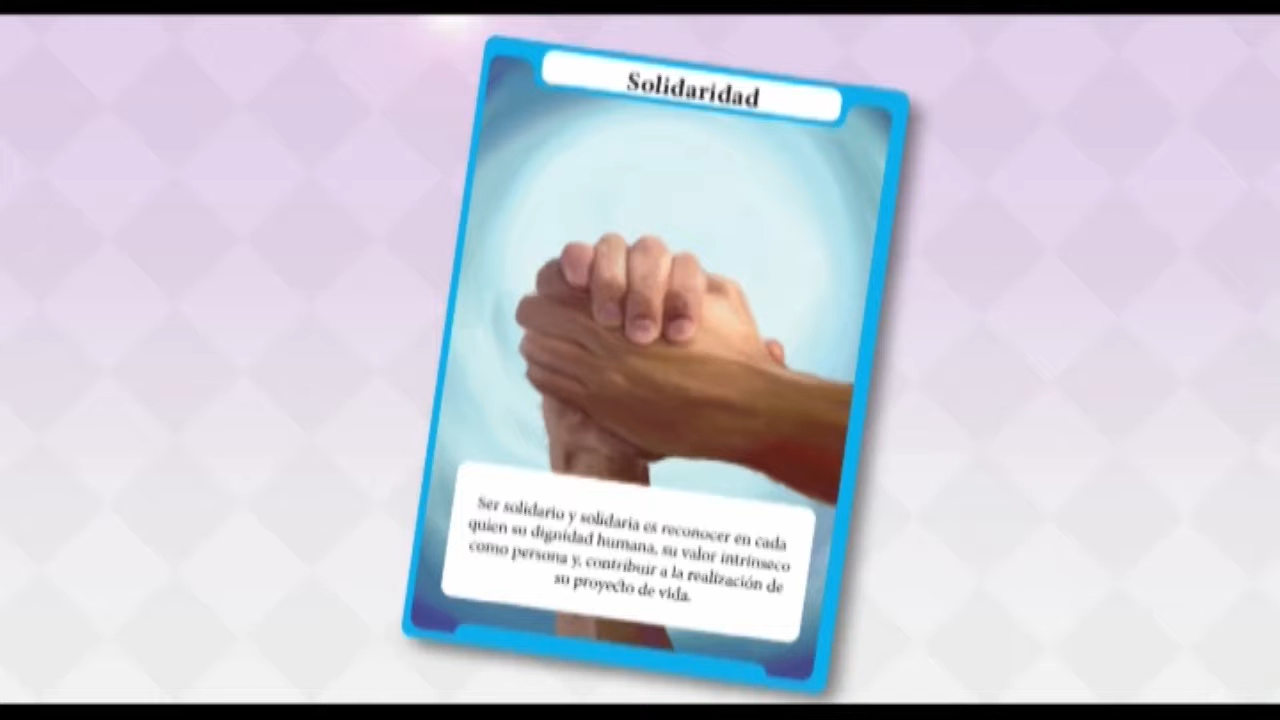 Solidaridad
Ser solidario y solidaria es reconocer en cada
quien su dignidad humana, su valor intrínseco
como persona y, contribuir a la realización de
su proyecto de vida.